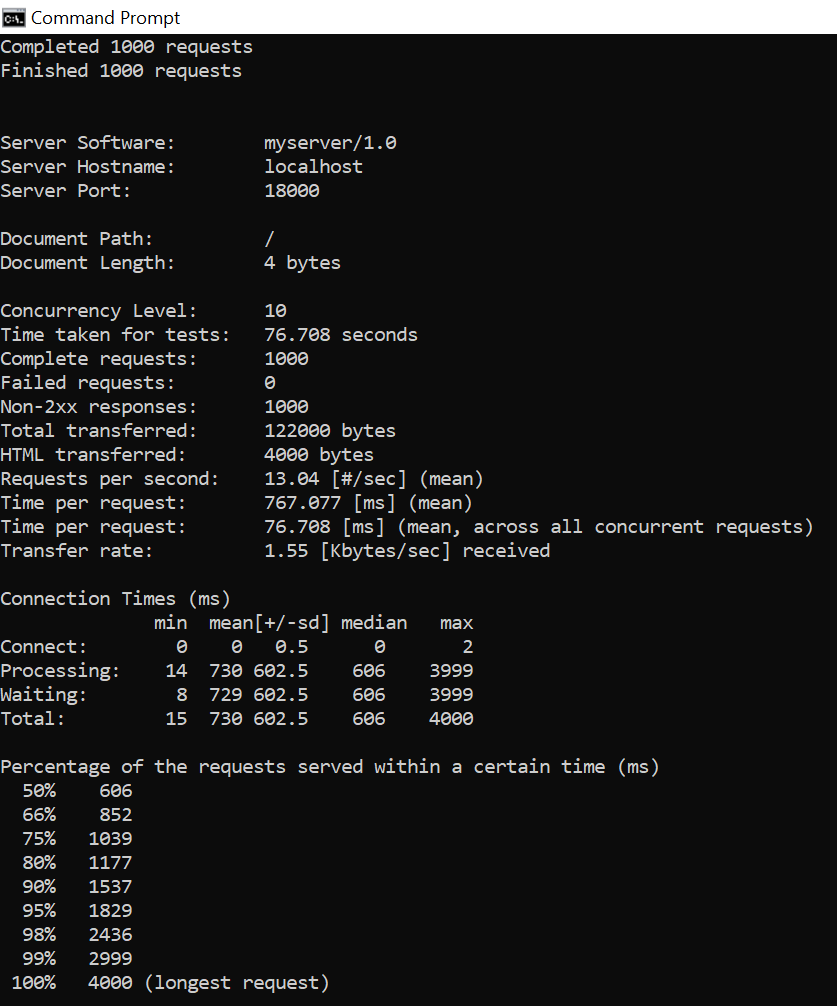 Command Prompt
Completed 1000 requests
Finished 1000 requests
Server Software:        myserver/1.0
Server Hostname:        localhost
Server Port:            18000
Document Path:          /
Document Length:        4 bytes
Concurrency Level:      10
Time taken for tests:   76.708 seconds
Complete requests:      1000
Failed requests:        0
Non-2xx responses:      1000
Total transferred:      122000 bytes
HTML transferred:       4000 bytes
Requests per second:    13.04 [#/sec] (mean)
Time per request:       767.077 [ms] (mean)
Time per request:       76.708 [ms] (mean, across all concurrent requests)
Transfer rate:          1.55 [Kbytes/sec] received
Connection Times (ms)
              min  mean[+/-sd] median   max
Connect:        0    0   0.5      0       2
Processing:    14  730 602.5    606    3999
Waiting:        8  729 602.5    606    3999
Total:         15  730 602.5    606    4000
Percentage of the requests served within a certain time (ms)
  50%    606
  66%    852
  75%   1039
  80%   1177
  90%   1537
  95%   1829
  98%   2436
  99%   2999
 100%   4000 (longest request)